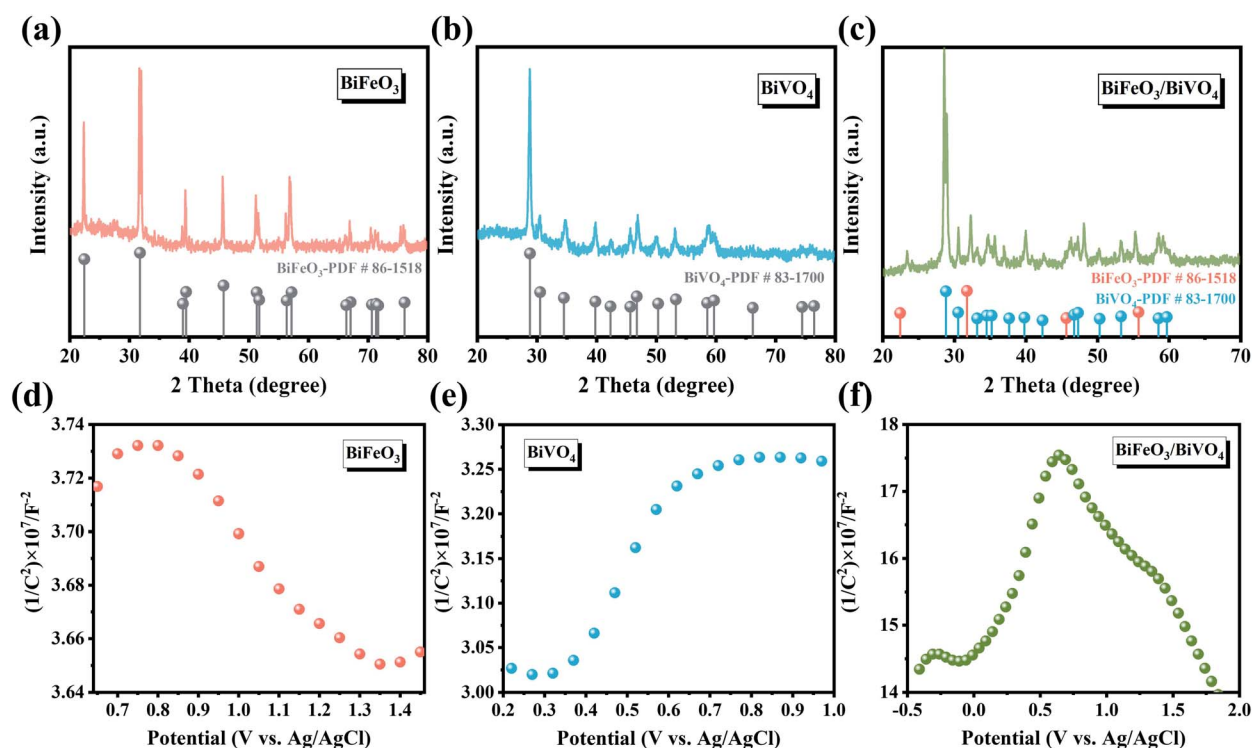 (a)
BiFeO₃
Intensity (a.u.)
BiFeO₃-PDF # 86-1518
20 30 40 50 60 70 80
2 Theta (degree)
(b)
BiVO₄
Intensity (a.u.)
BiVO₄-PDF # 83-1700
20 30 40 50 60 70 80
2 Theta (degree)
(c)
BiFeO₃/BiVO₄
Intensity (a.u.)
BiFeO₃-PDF # 86-1518
BiVO₄-PDF # 83-1700
20 30 40 50 60 70
2 Theta (degree)
(d)
BiFeO₃
(1/C²)×10⁷/F⁻²
3.74
3.72
3.70
3.68
3.66
3.64
0.7 0.8 0.9 1.0 1.1 1.2 1.3 1.4
Potential (V vs. Ag/AgCl)
(e)
BiVO₄
(1/C²)×10⁷/F⁻²
3.30
3.25
3.20
3.15
3.10
3.05
3.00
0.2 0.3 0.4 0.5 0.6 0.7 0.8 0.9 1.0
Potential (V vs. Ag/AgCl)
(f)
BiFeO₃/BiVO₄
(1/C²)×10⁷/F⁻²
18
17
16
15
14
-0.5 0.0 0.5 1.0 1.5 2.0
Potential (V vs. Ag/AgCl)